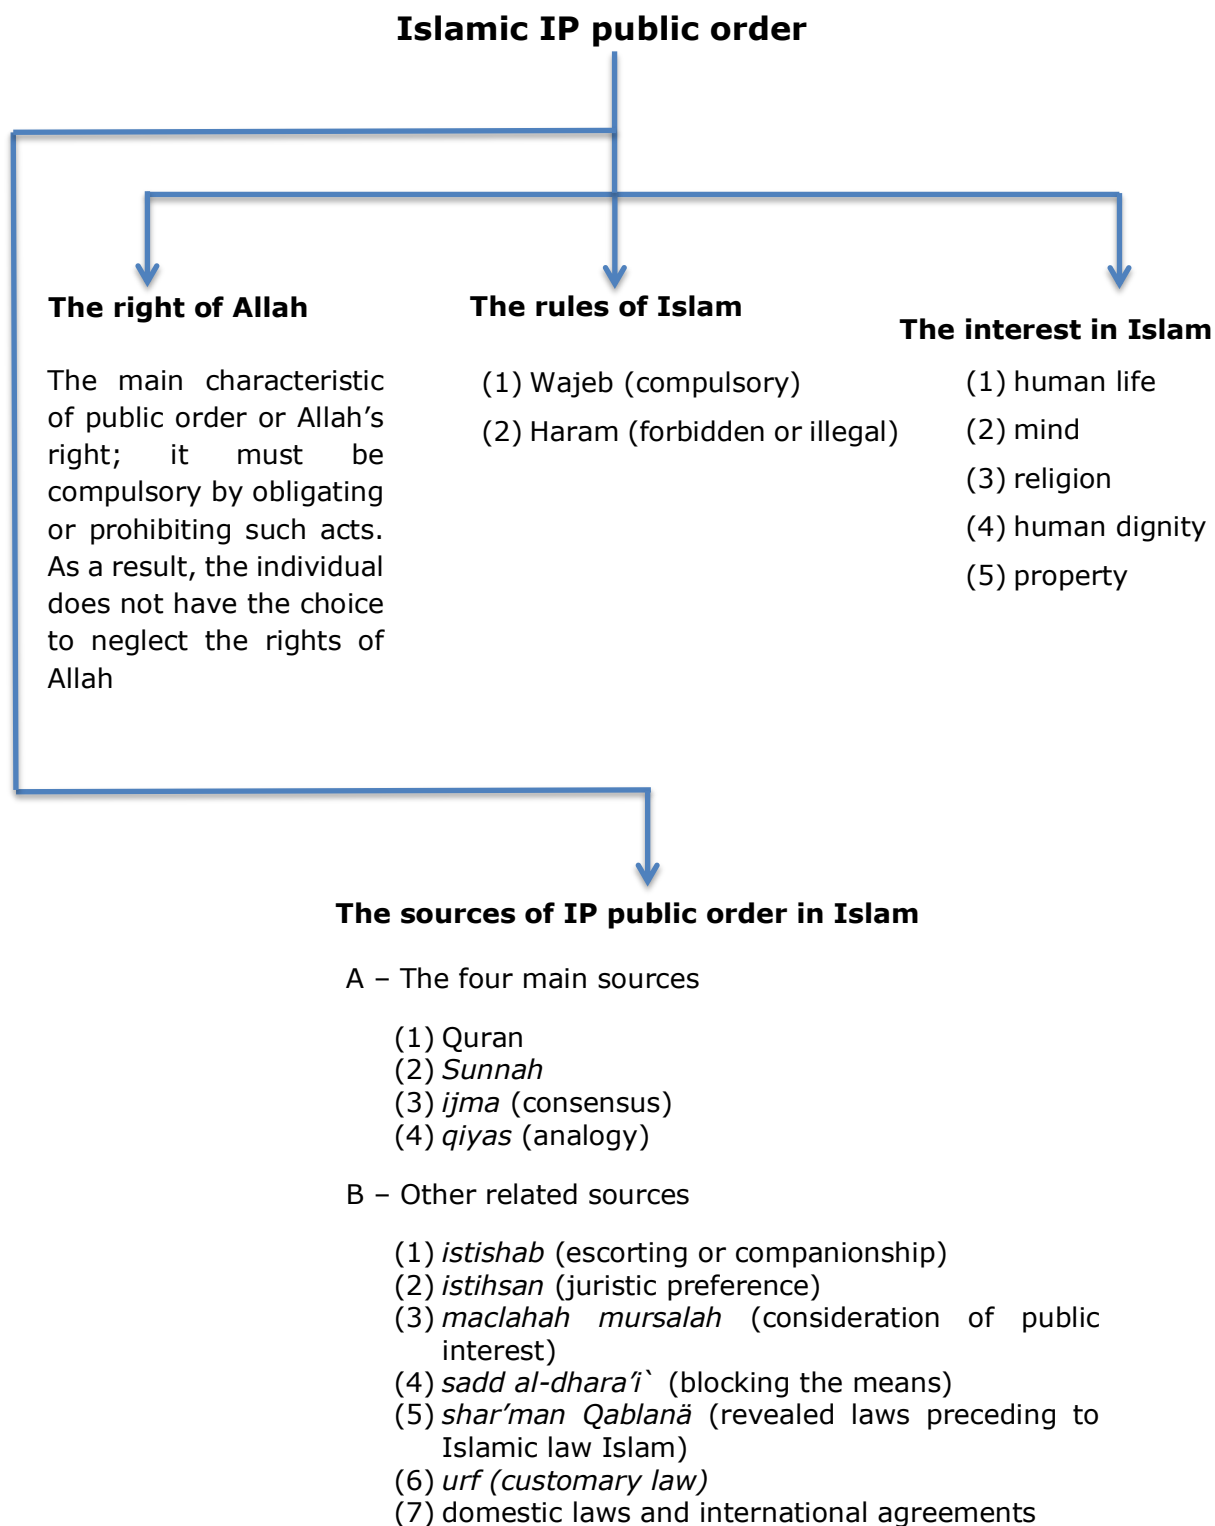 Islamic IP public order
The right of Allah
The main characteristic
of public order or Allah’s
right; it must be
compulsory by obligating
or prohibiting such acts.
As a result, the individual
does not have the choice
to neglect the rights of
Allah
The rules of Islam
(1) Wajeb (compulsory)
(2) Haram (forbidden or illegal)
The interest in Islam
(1) human life
(2) mind
(3) religion
(4) human dignity
(5) property
The sources of IP public order in Islam
A – The four main sources
(1) Quran
(2) Sunnah
(3) ijma (consensus)
(4) qiyas (analogy)
B – Other related sources
(1) istishab (escorting or companionship)
(2) istihsan (juristic preference)
(3) maclahah mursalah (consideration of public
interest)
(4) sadd al-dhara’i` (blocking the means)
(5) shar’man Qablanä (revealed laws preceding to
Islamic law Islam)
(6) urf (customary law)
(7) domestic laws and international agreements